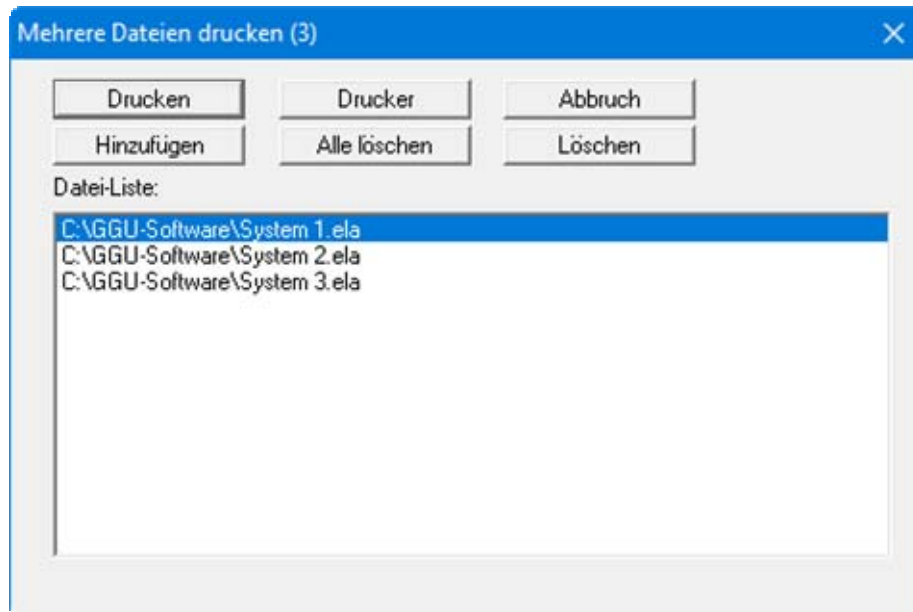 Mehrere Dateien drucken (3)
Drucken Drucker Abbruch
Hinzufügen Alle löschen Löschen
Datei-Liste:
C:\GGU-Software\System 1.ela
C:\GGU-Software\System 2.ela
C:\GGU-Software\System 3.ela